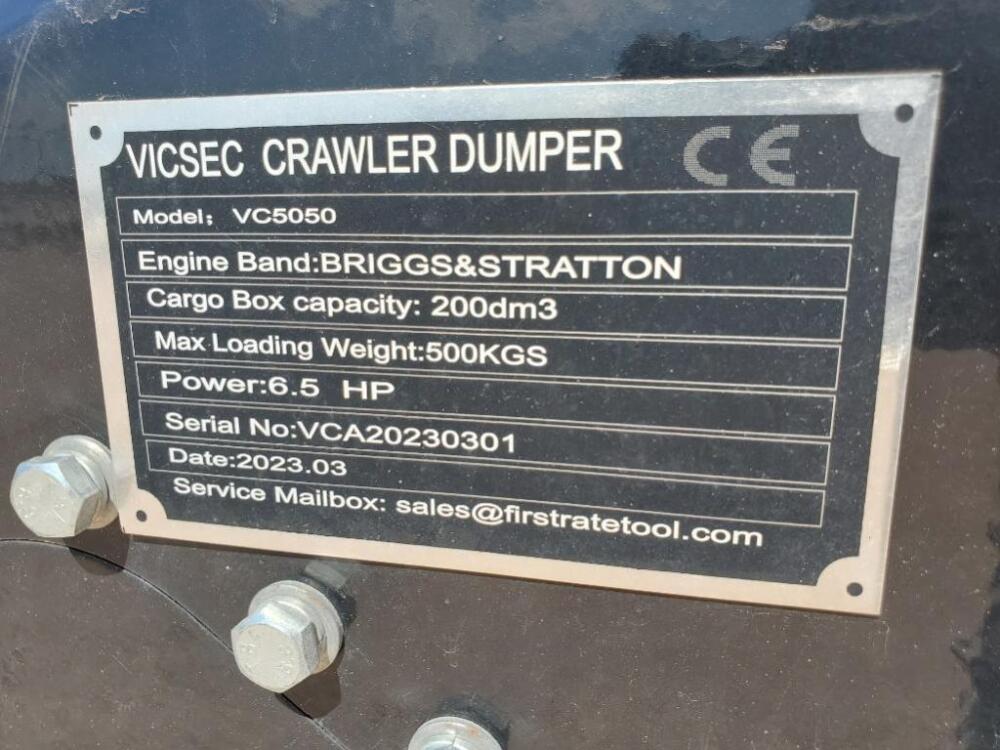 VICSEC CRAWLER DUMPER CE
Model: VC5050
Engine Band:BRIGGS&STRATTON
Cargo Box capacity: 200dm3
Max Loading Weight:500KGS
Power:6.5 HP
Serial No:VCA20230301
Date:2023.03
Service Mailbox: sales@firstratetool.com